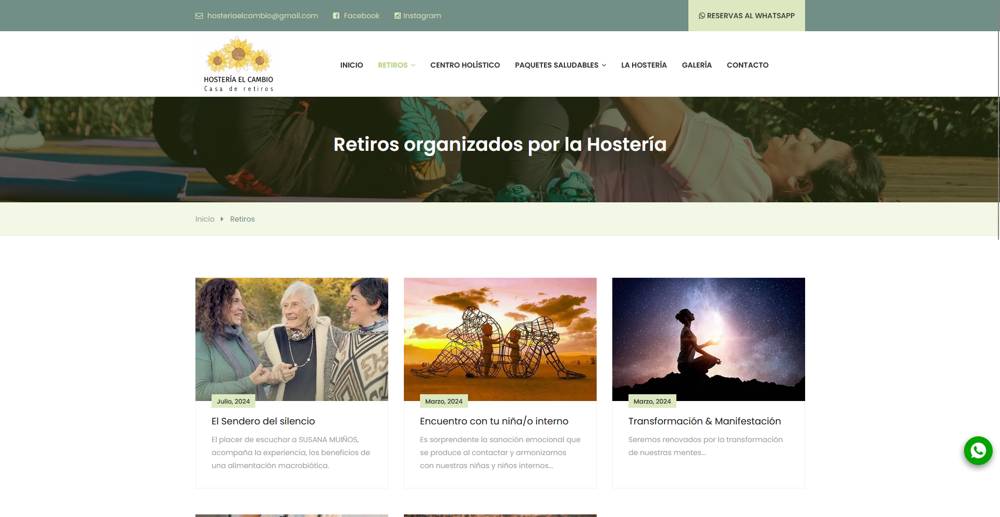 hosteriaelcambio@gmail.com Facebook Instagram RESERVAS AL WHATSAPP
HOSTERÍA EL CAMBIO
Casa de retiros
INICIO RETIROS CENTRO HOLÍSTICO PAQUETES SALUDABLES LA HOSTERÍA GALERÍA CONTACTO
Retiros organizados por la Hostería
Inicio Retiros
Julio, 2024
El Sendero del silencio
El placer de escuchar a SUSANA MUIÑOS,
acompaña la experiencia, los beneficios de
una alimentación macrobiótica.
Marzo, 2024
Encuentro con tu niña/o interno
Es sorprendente la sanación emocional que
se produce al contactar y armonizarnos
con nuestras niñas y niños internos...
Marzo, 2024
Transformación & Manifestación
Seremos renovados por la transformación
de nuestras mentes...